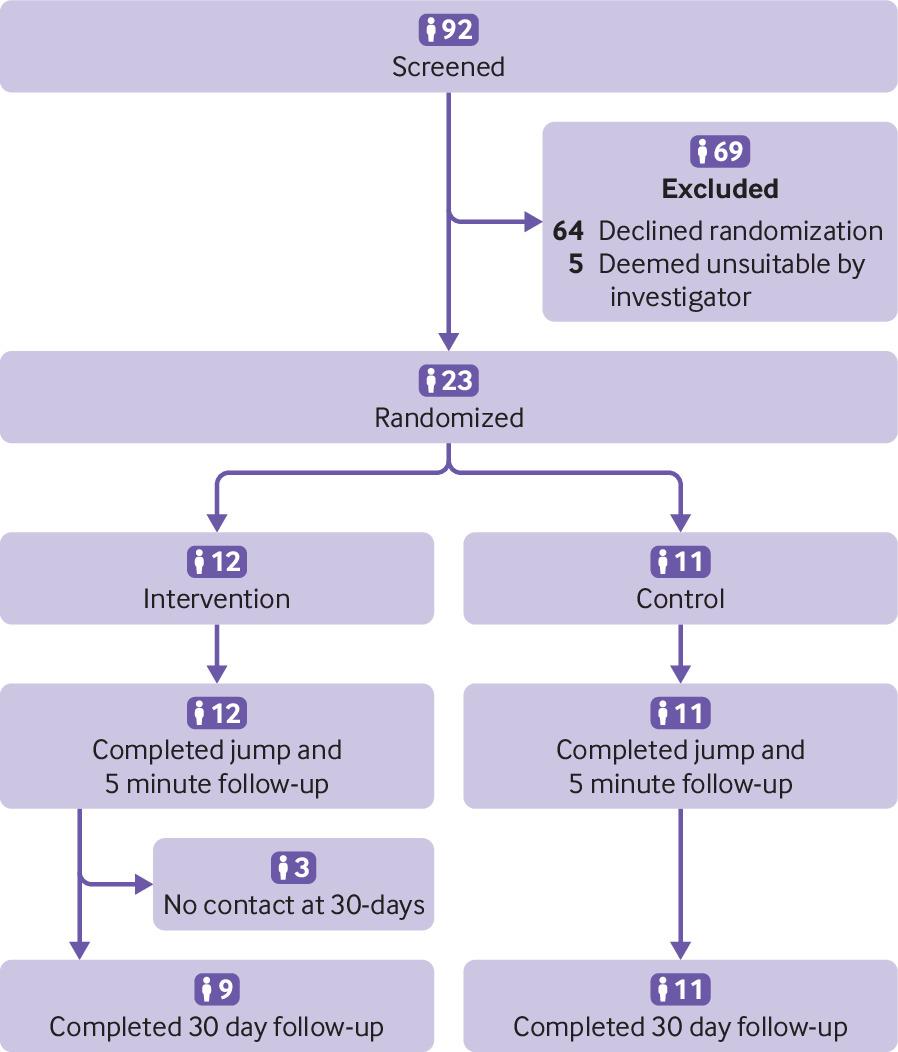 92
Screened
69
Excluded
64 Declined randomization
5 Deemed unsuitable by
investigator
23
Randomized
12
Intervention
11
Control
12
Completed jump and
5 minute follow-up
11
Completed jump and
5 minute follow-up
3
No contact at 30-days
9
Completed 30 day follow-up
11
Completed 30 day follow-up